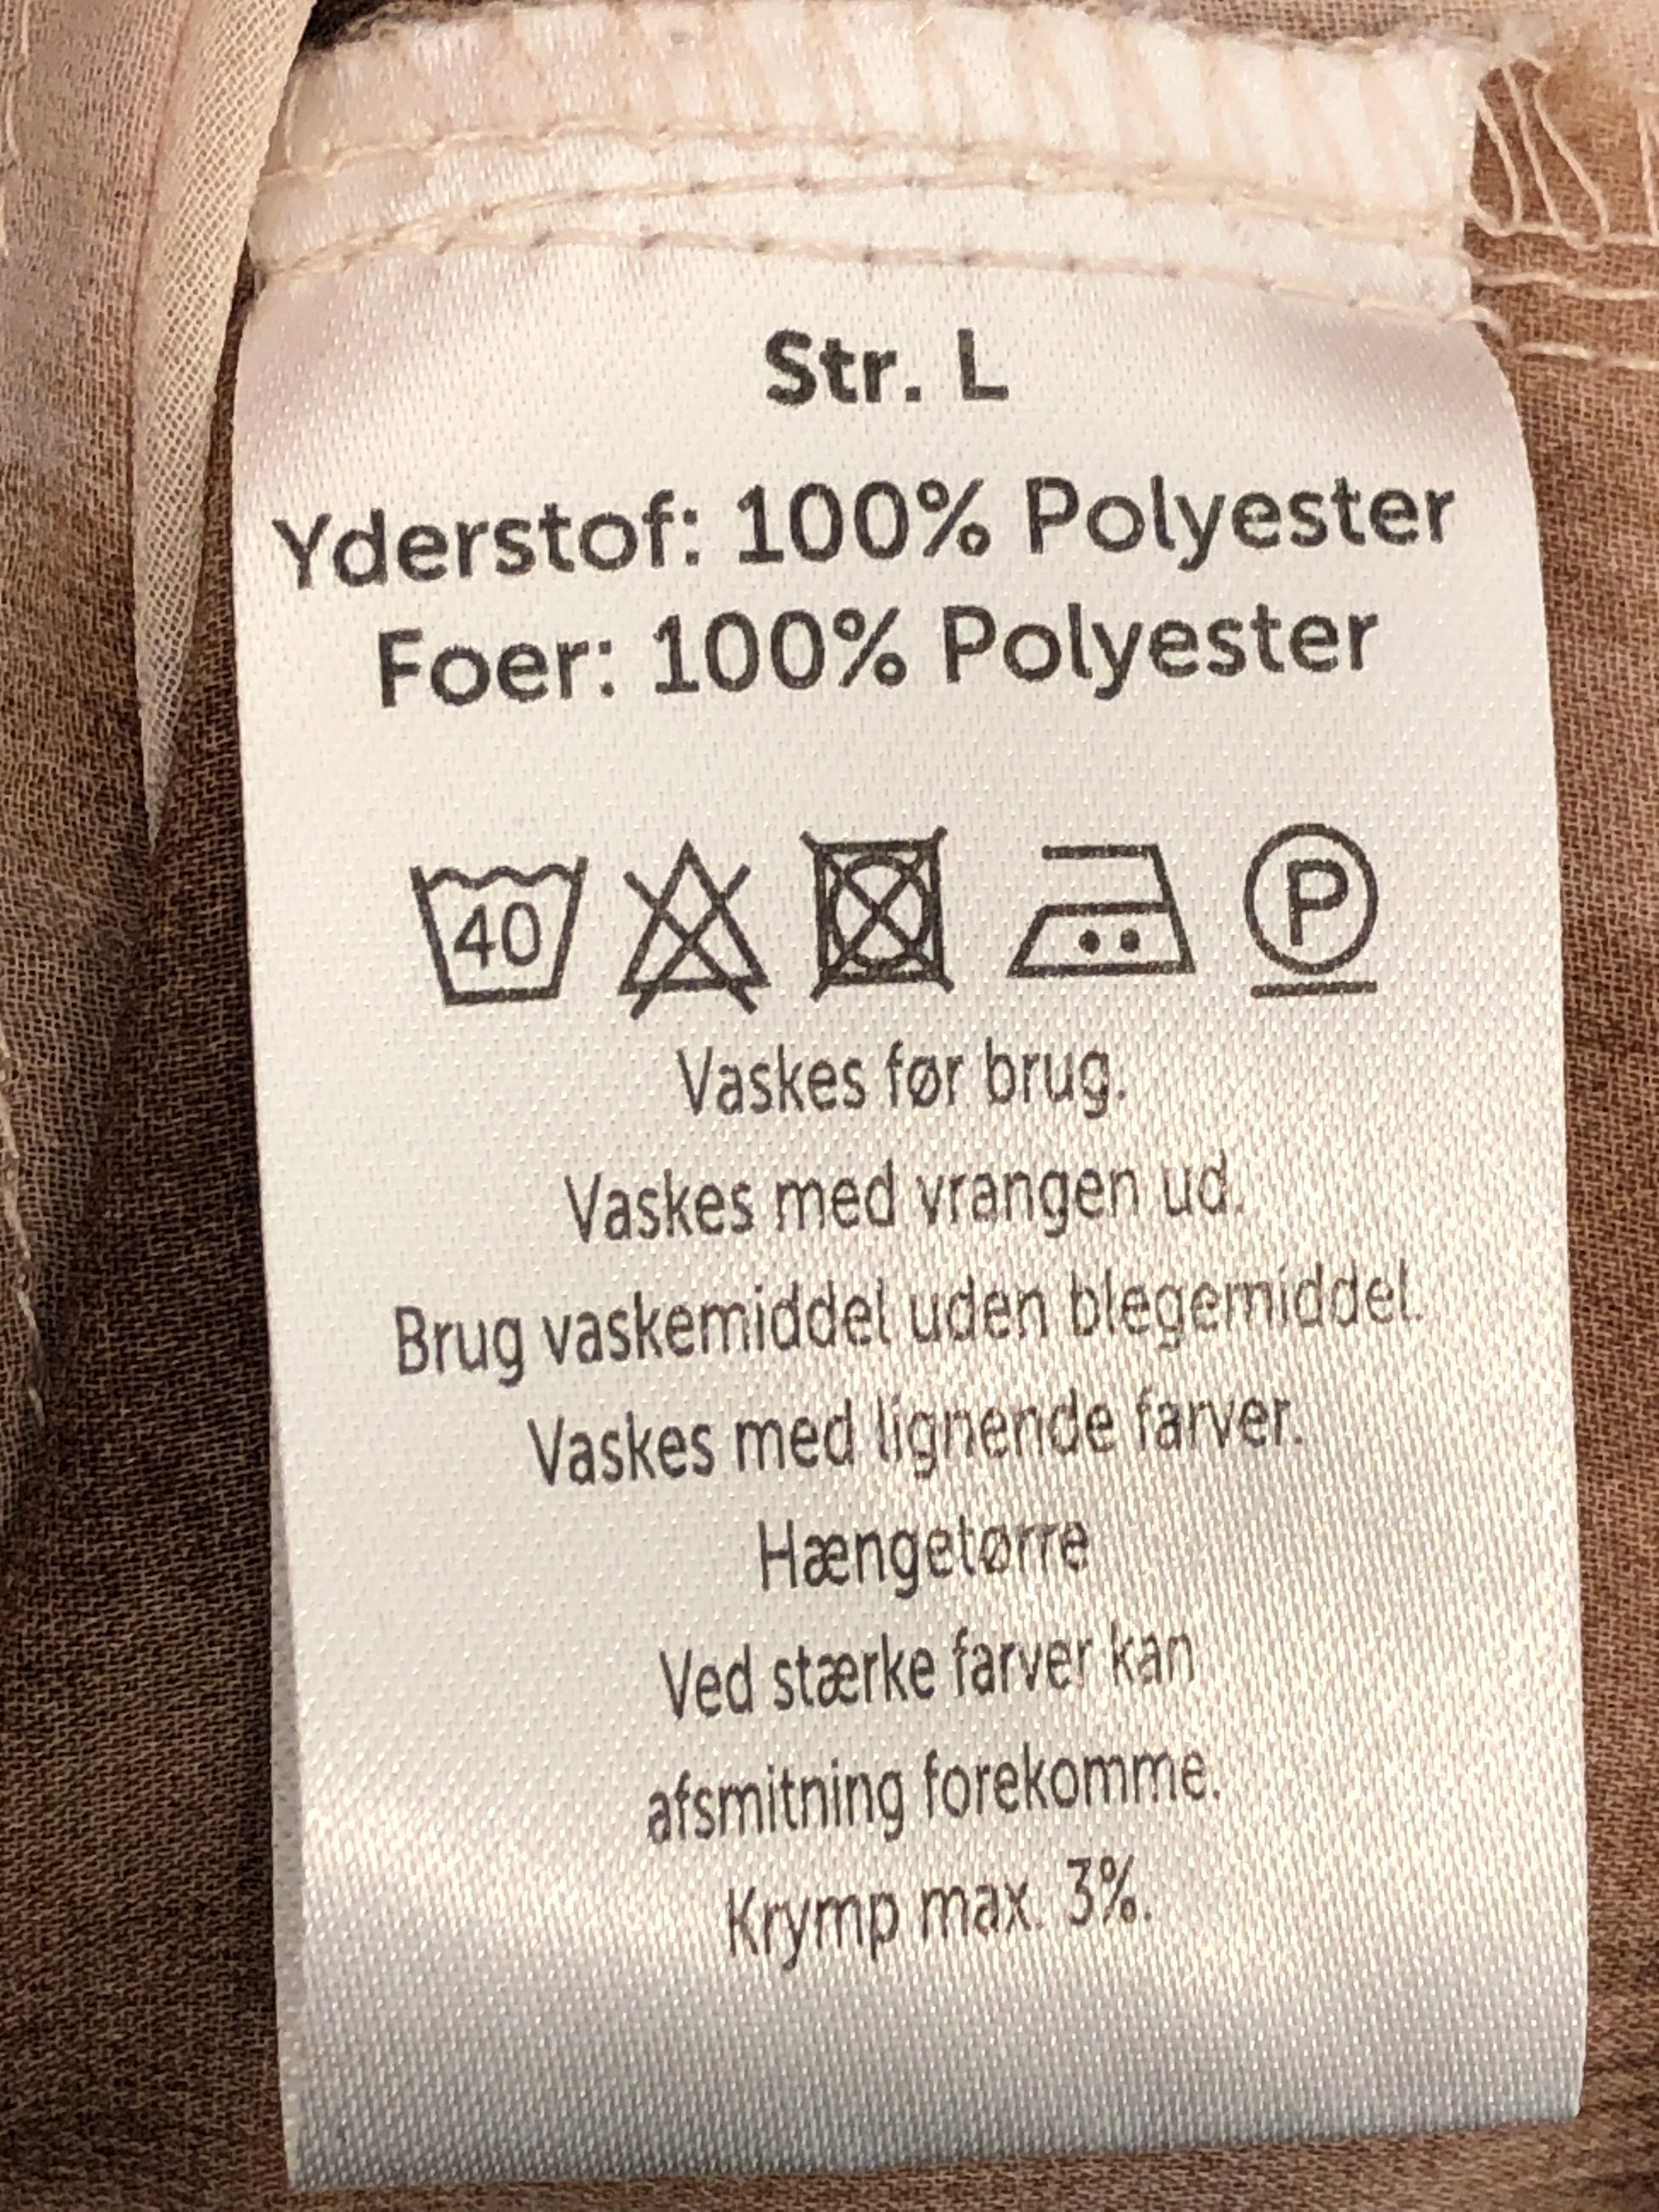 Str. L
Yderstof: 100% Polyester
Foer: 100% Polyester
40 P
Vaskes før brug.
Vaskes med vrangen ud.
Brug vaskemiddel uden blegemiddel.
Vaskes med lignende farver.
Hængetørre
Ved stærke farver kan
afsmitning forekomme.
Krymp max. 3%.